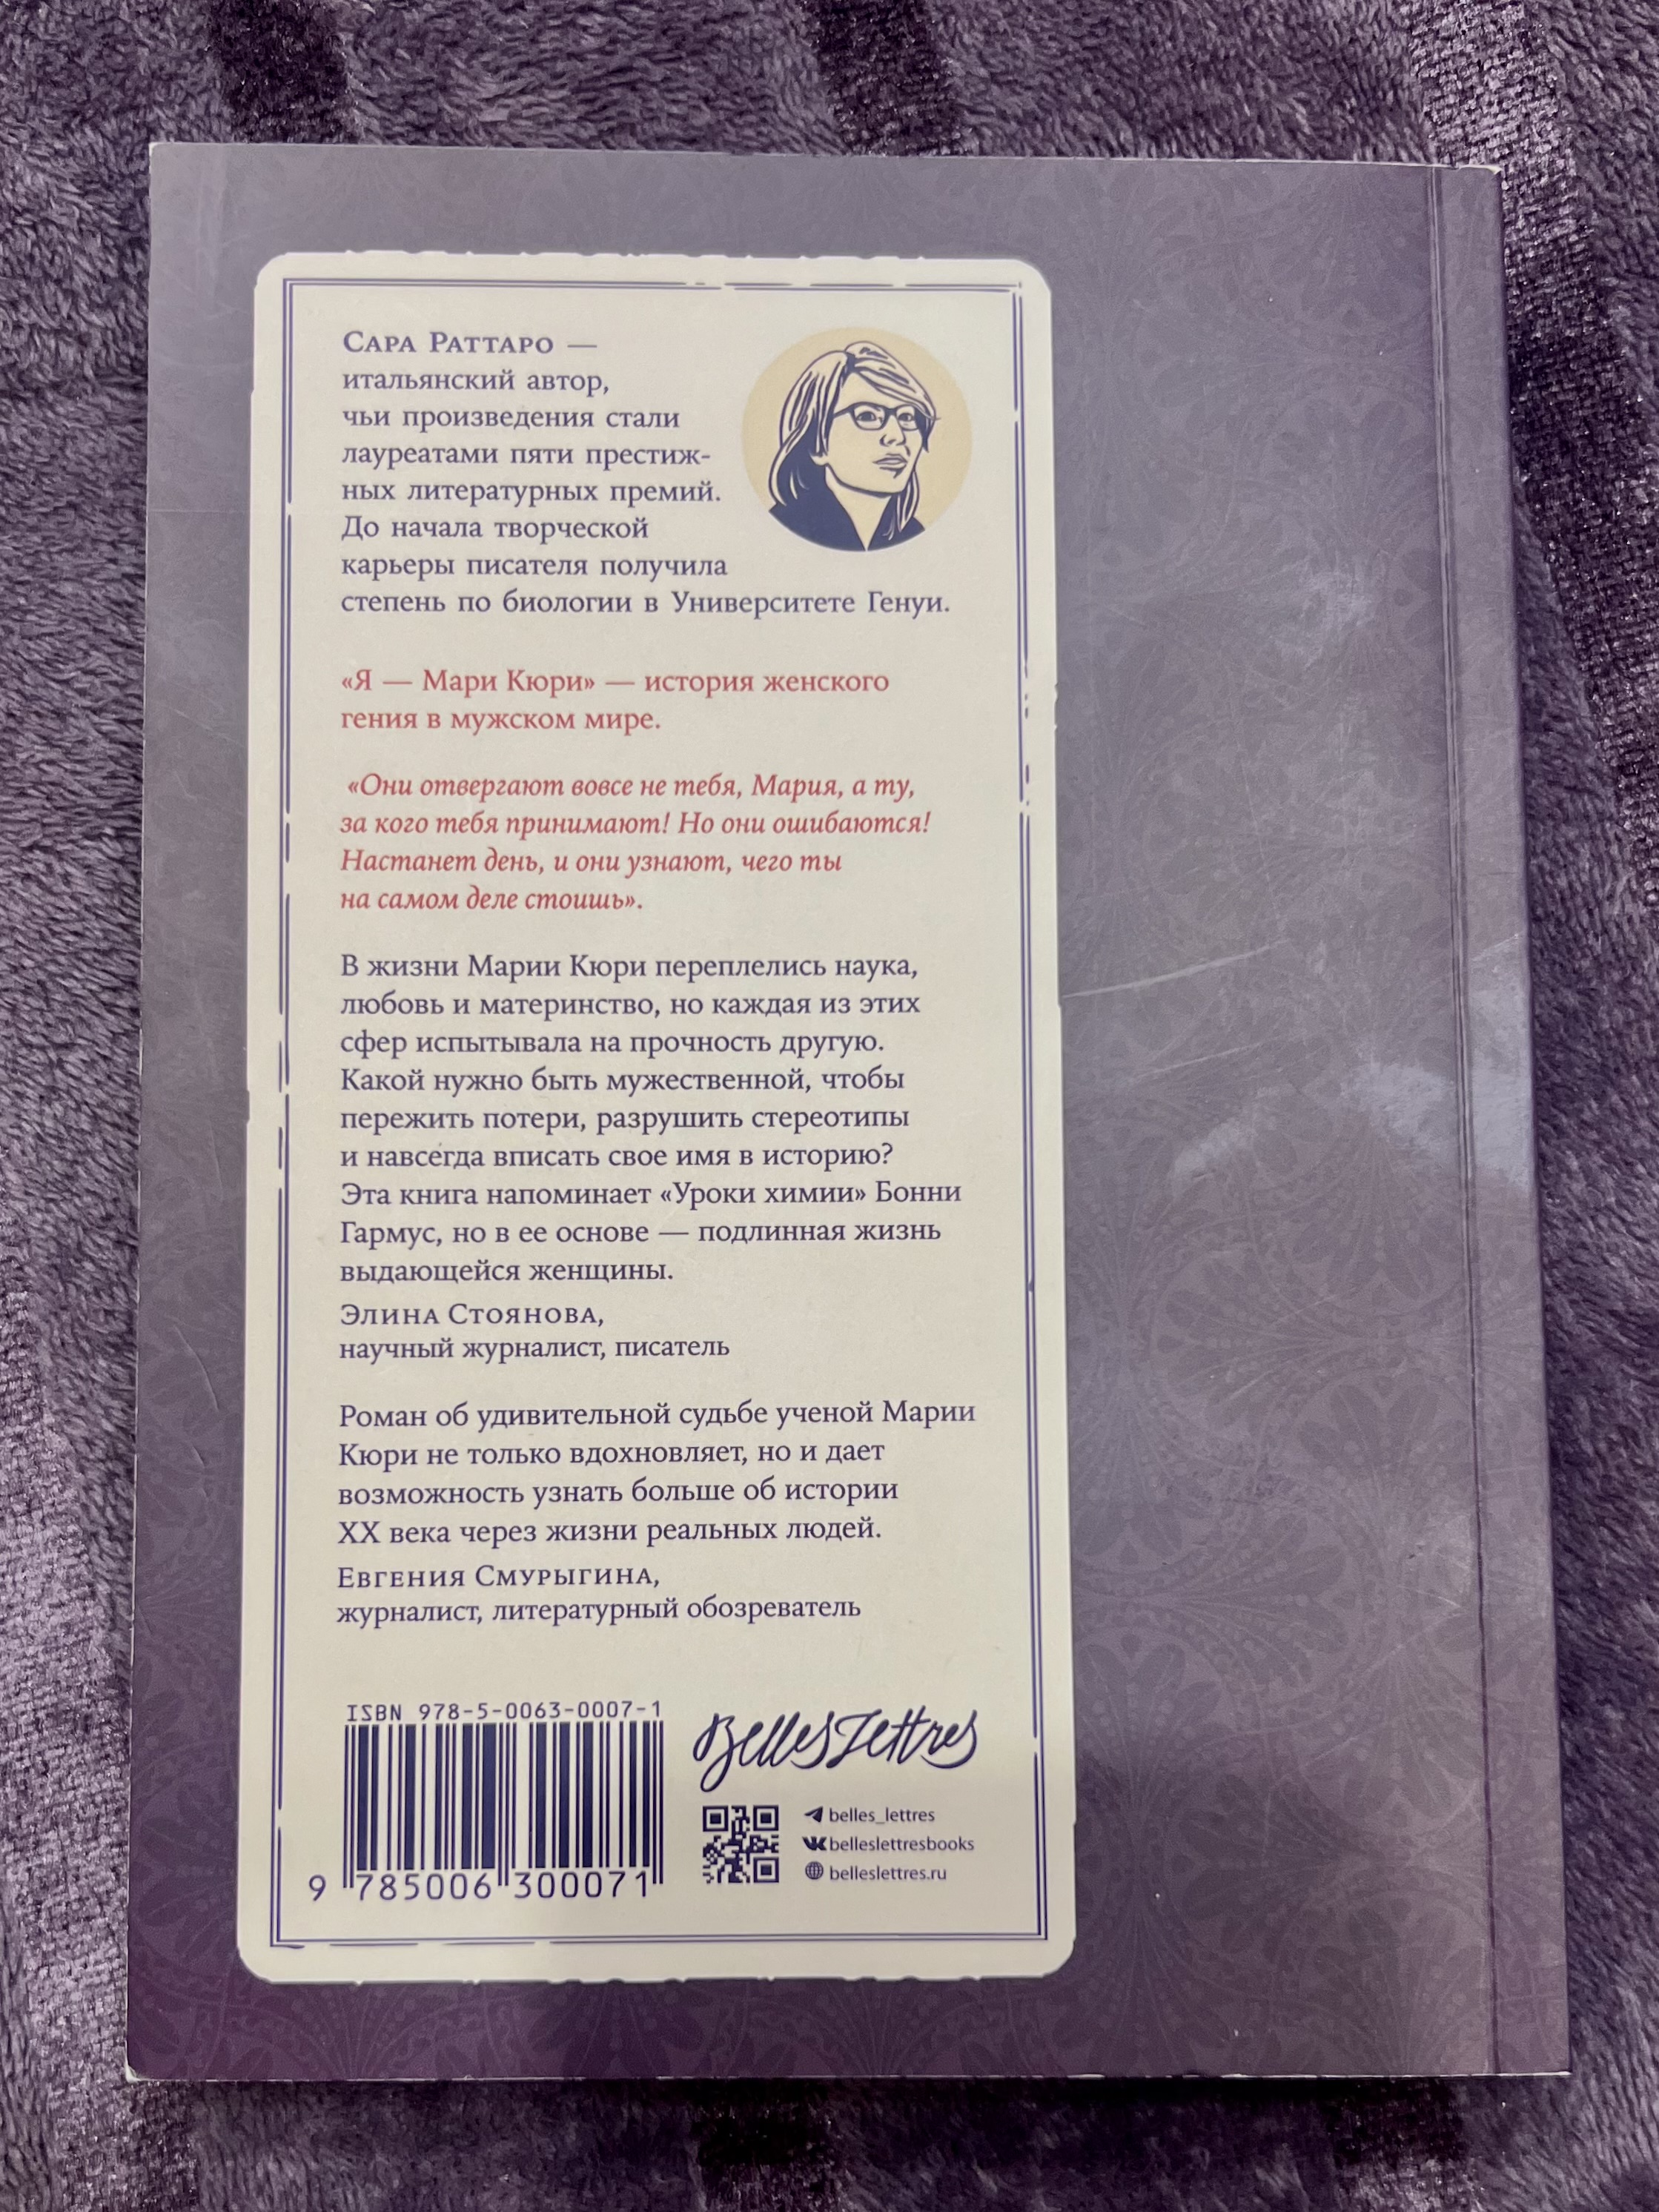 Сара Раттаро —
итальянский автор,
чьи произведения стали
лауреатами пяти престиж-
ных литературных премий.
До начала творческой
карьеры писателя получила
степень по биологии в Университете Генуи.
«Я — Мари Кюри» — история женского
гения в мужском мире.
«Они отвергают вовсе не тебя, Мария, а ту,
за кого тебя принимают! Но они ошибаются!
Настанет день, и они узнают, чего ты
на самом деле стоишь».
В жизни Марии Кюри переплелись наука,
любовь и материнство, но каждая из этих
сфер испытывала на прочность другую.
Какой нужно быть мужественной, чтобы
пережить потери, разрушить стереотипы
и навсегда вписать свое имя в историю?
Эта книга напоминает «Уроки химии» Бонни
Гармус, но в ее основе — подлинная жизнь
выдающейся женщины.
Элина Стоянова,
научный журналист, писатель
Роман об удивительной судьбе ученой Марии
Кюри не только вдохновляет, но и дает
возможность узнать больше об истории
XX века через жизни реальных людей.
Евгения Смурыгина,
журналист, литературный обозреватель
ISBN 978-5-0063-0007-1
9 785006 300071
BellesLettres
belles_lettres
belleslettresbooks
belleslettres.ru